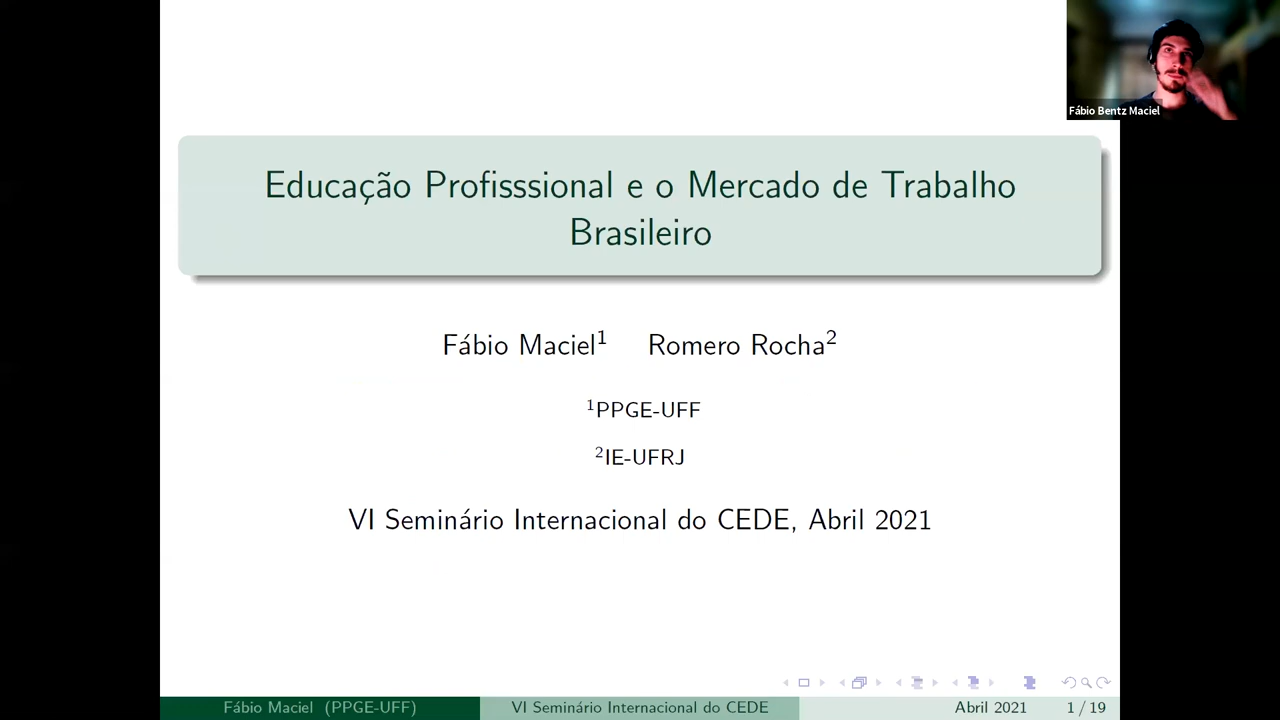 Fábio Bentz Maciel
Educação Profisssional e o Mercado de Trabalho
Brasileiro
Fábio Maciel¹ Romero Rocha²
¹PPGE-UFF
²IE-UFRJ
VI Seminário Internacional do CEDE, Abril 2021
Fábio Maciel (PPGE-UFF) VI Seminário Internacional do CEDE Abril 2021 1 / 19